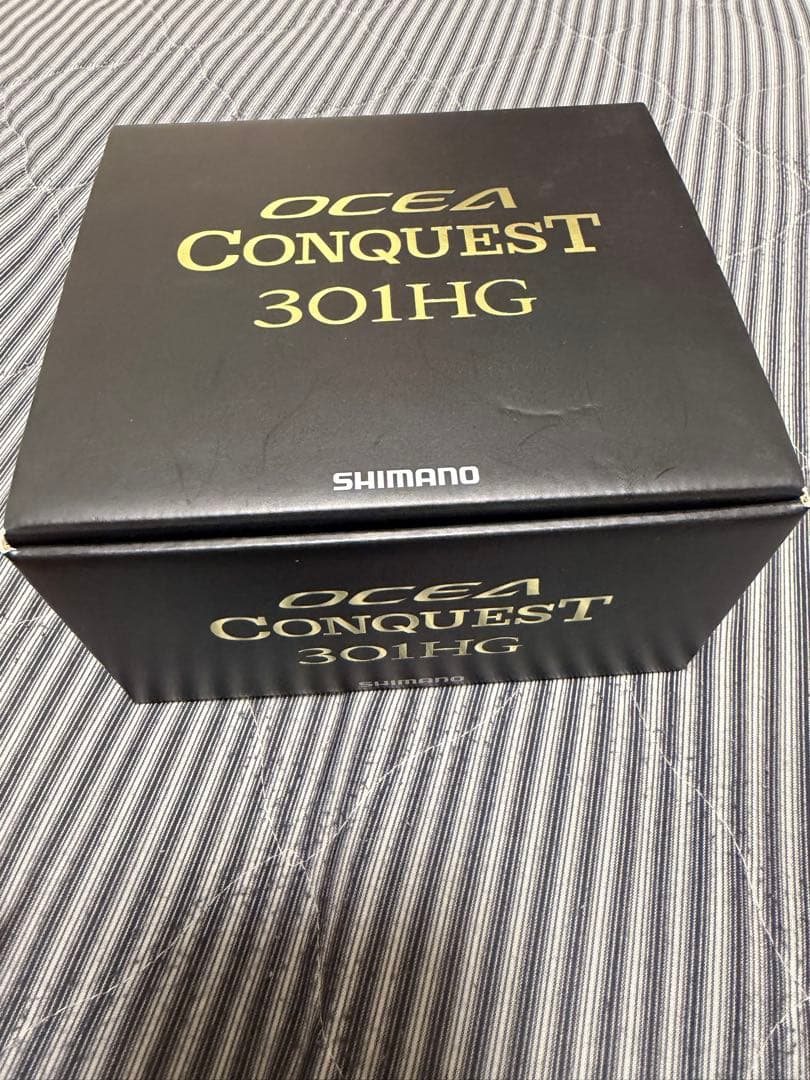 OCEA
CONQUEST
301HG
SHIMANO
OCEA
CONQUEST
301HG
SHIMANO